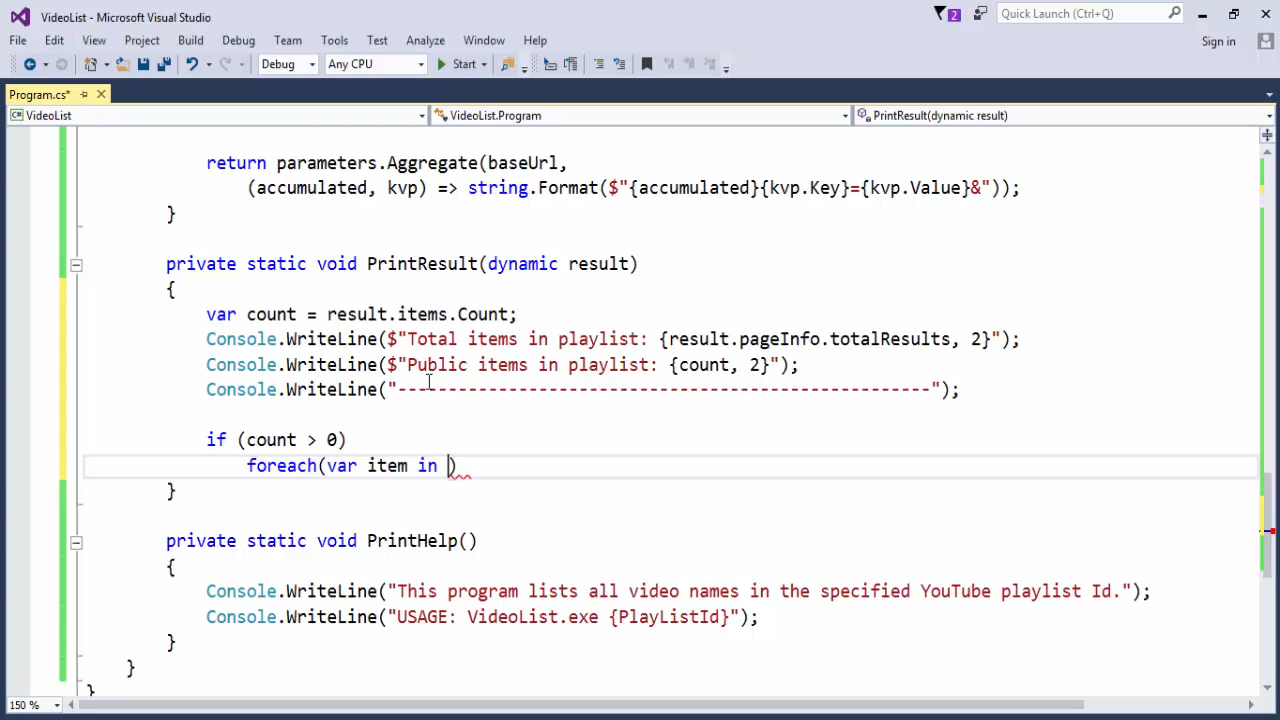 VideoList - Microsoft Visual Studio
2
Quick Launch (Ctrl+Q)
File Edit View Project Build Debug Team Tools Test Analyze Window Help
Sign in
Debug Any CPU Start
Program.cs*
VideoList VideoList.Program PrintResult(dynamic result)
return parameters.Aggregate(baseUrl,
(accumulated, kvp) => string.Format($"{accumulated}{kvp.Key}={kvp.Value}&"));
}
private static void PrintResult(dynamic result)
{
var count = result.items.Count;
Console.WriteLine($"Total items in playlist: {result.pageInfo.totalResults, 2}");
Console.WriteLine($"Public items in playlist: {count, 2}");
Console.WriteLine("-----------------------------------------------------");
if (count > 0)
foreach(var item in )
}
private static void PrintHelp()
{
Console.WriteLine("This program lists all video names in the specified YouTube playlist Id.");
Console.WriteLine("USAGE: VideoList.exe {PlayListId}");
}
}
}
150 %